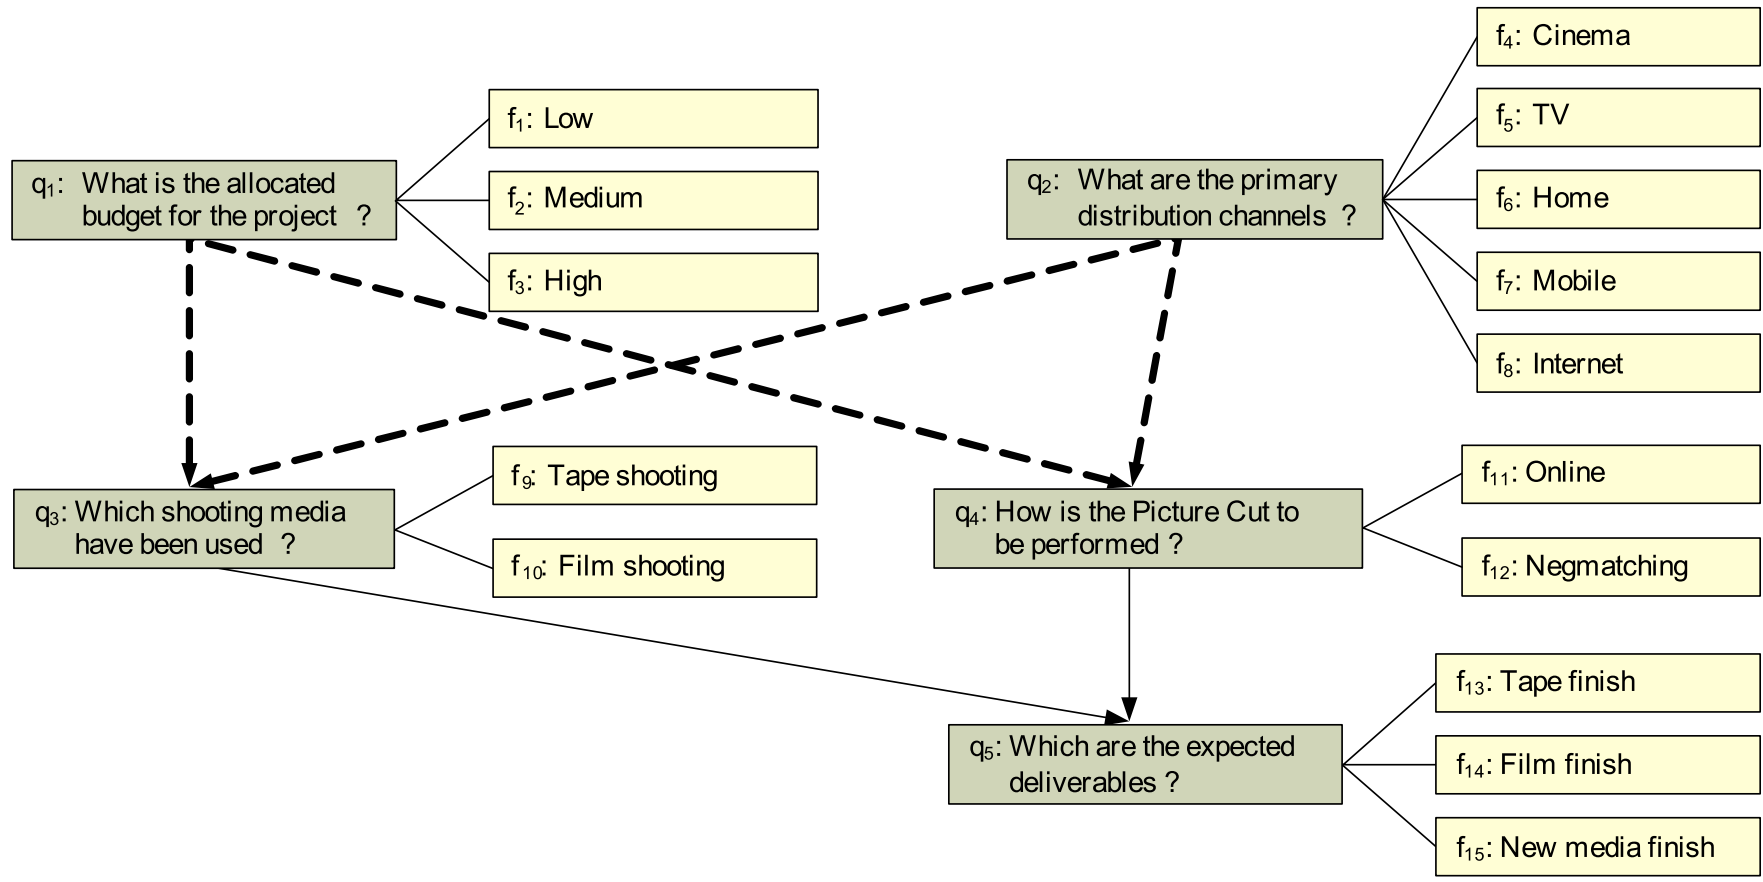 f4: Cinema
f5: TV
f1: Low
q1: What is the allocated
budget for the project ?
f2: Medium
q2: What are the primary
distribution channels ?
f6: Home
f3: High
f7: Mobile
f8: Internet
f9: Tape shooting
f11: Online
q3: Which shooting media
have been used ?
q4: How is the Picture Cut to
be performed ?
f10: Film shooting
f12: Negmatching
f13: Tape finish
q5: Which are the expected
deliverables ?
f14: Film finish
f15: New media finish